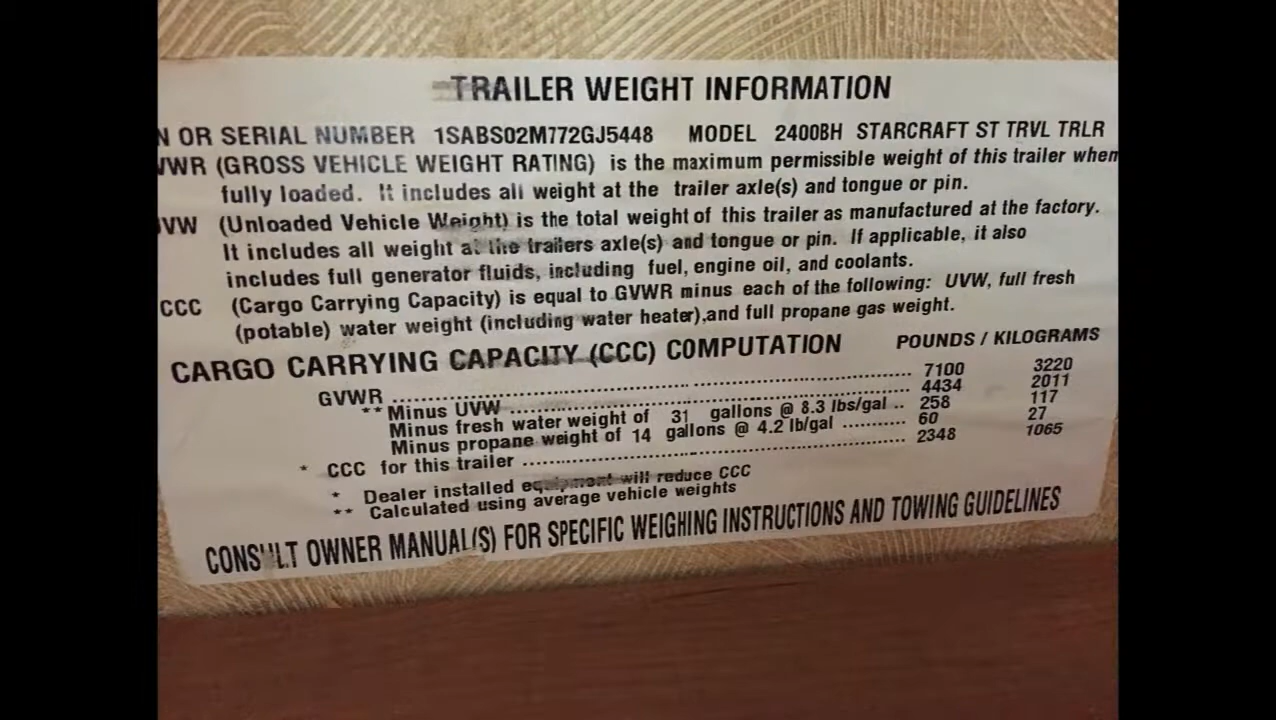 TRAILER WEIGHT INFORMATION
N OR SERIAL NUMBER 1SABS02M772GJ5448 MODEL 2400BH STARCRAFT ST TRVL TRLR
VWR (GROSS VEHICLE WEIGHT RATING) is the maximum permissible weight of this trailer when
fully loaded. It includes all weight at the trailer axle(s) and tongue or pin.
VW (Unloaded Vehicle Weight) is the total weight of this trailer as manufactured at the factory.
It includes all weight at the trailers axle(s) and tongue or pin. If applicable, it also
includes full generator fluids, including fuel, engine oil, and coolants.
CCC (Cargo Carrying Capacity) is equal to GVWR minus each of the following: UVW, full fresh
(potable) water weight (including water heater),and full propane gas weight.
CARGO CARRYING CAPACITY (CCC) COMPUTATION POUNDS / KILOGRAMS
GVWR ........................ 7100 3220
** Minus UVW ........................ 4434 2011
Minus fresh water weight of 31 gallons @ 8.3 lbs/gal .. 258 117
Minus propane weight of 14 gallons @ 4.2 lb/gal .......... 60 27
* CCC for this trailer ........................ 2348 1065
* Dealer installed equipment will reduce CCC
** Calculated using average vehicle weights
CONSULT OWNER MANUAL(S) FOR SPECIFIC WEIGHING INSTRUCTIONS AND TOWING GUIDELINES